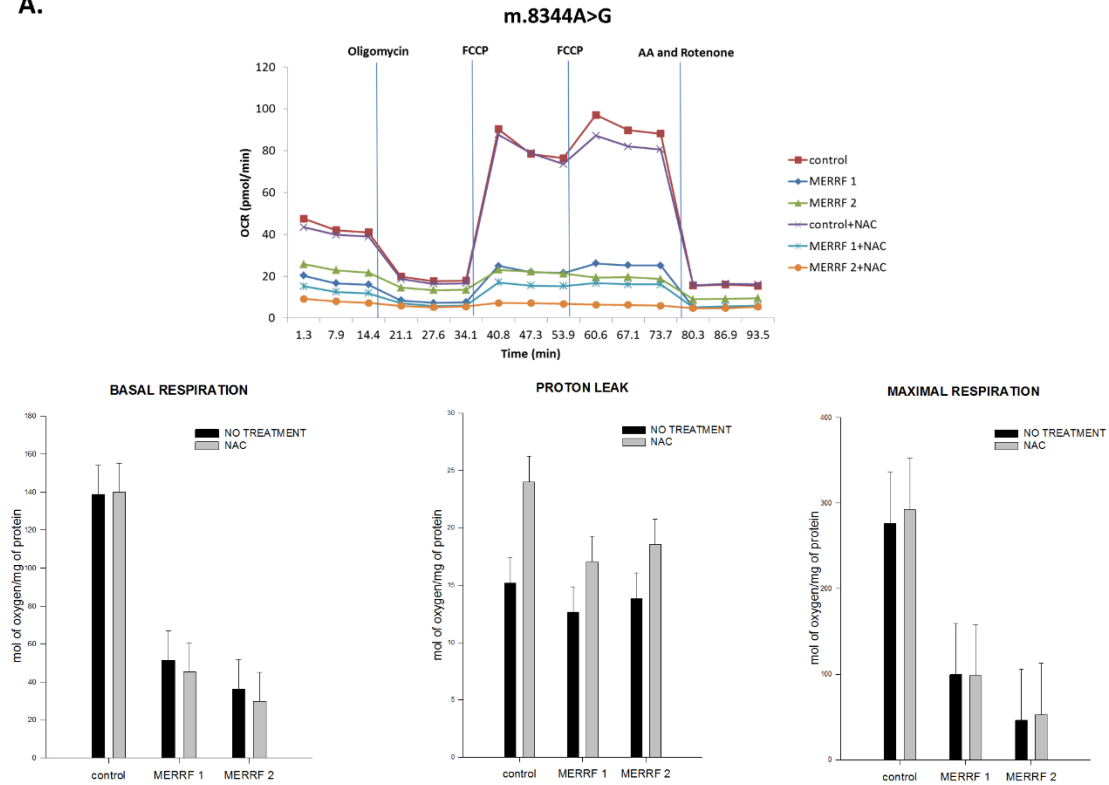 A.
m.8344A>G
Oligomycin FCCP FCCP AA and Rotenone
OCR (pmol/min)
120
100
80
60
40
20
0
1.3 7.9 14.4 21.1 27.6 34.1 40.8 47.3 53.9 60.6 67.1 73.7 80.3 86.9 93.5
Time (min)
control
MERRF 1
MERRF 2
control+NAC
MERRF 1+NAC
MERRF 2+NAC
BASAL RESPIRATION
mol of oxygen/mg of protein
180
160
140
120
100
80
60
40
20
0
NO TREATMENT
NAC
control MERRF 1 MERRF 2
PROTON LEAK
mol of oxygen/mg of protein
30
25
20
15
10
5
0
NO TREATMENT
NAC
control MERRF 1 MERRF 2
MAXIMAL RESPIRATION
mol of oxygen/mg of protein
400
300
200
100
0
NO TREATMENT
NAC
control MERRF 1 MERRF 2